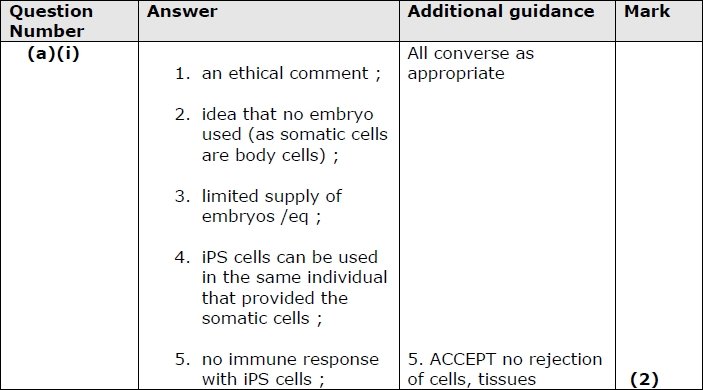 Question Number
Answer
Additional guidance
Mark
(a)(i)
1. an ethical comment ;
2. idea that no embryo
used (as somatic cells
are body cells) ;
3. limited supply of
embryos /eq ;
4. iPS cells can be used
in the same individual
that provided the
somatic cells ;
5. no immune response
with iPS cells ;
All converse as
appropriate
5. ACCEPT no rejection
of cells, tissues
(2)